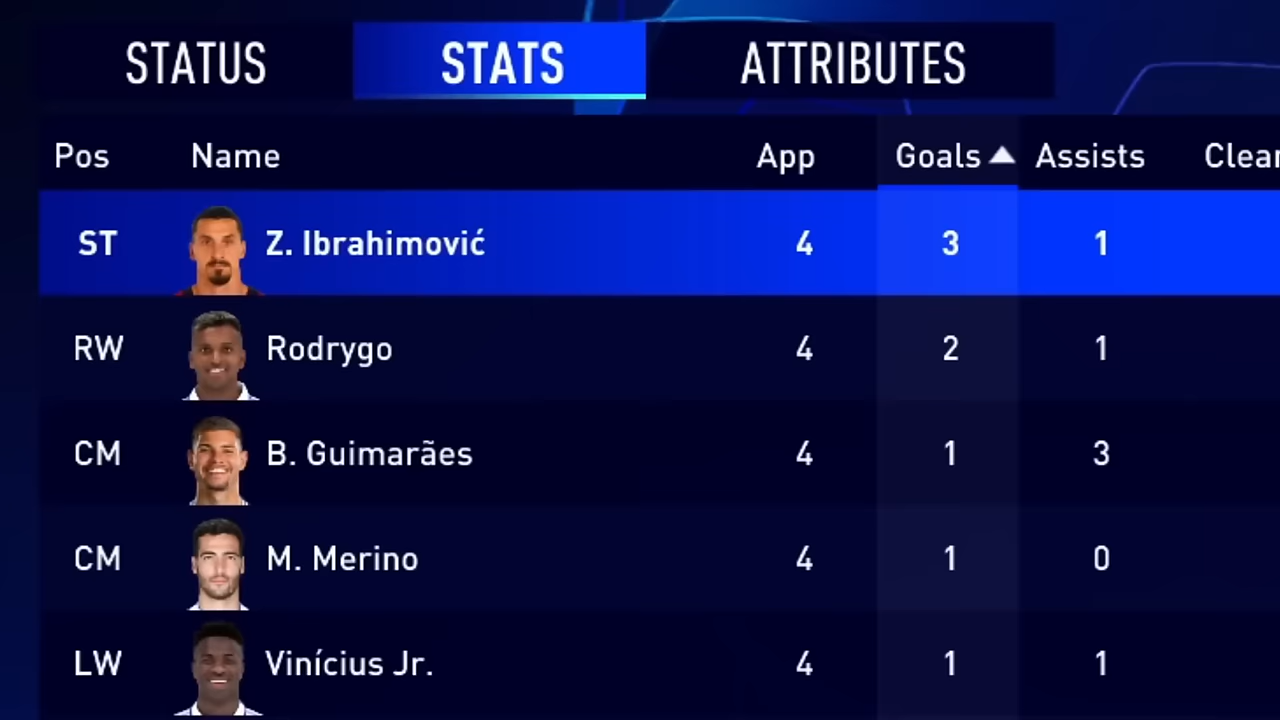 STATUS STATS ATTRIBUTES
Pos Name App Goals Assists Clear
ST Z. Ibrahimović 4 3 1
RW Rodrygo 4 2 1
CM B. Guimarães 4 1 3
CM M. Merino 4 1 0
LW Vinícius Jr. 4 1 1